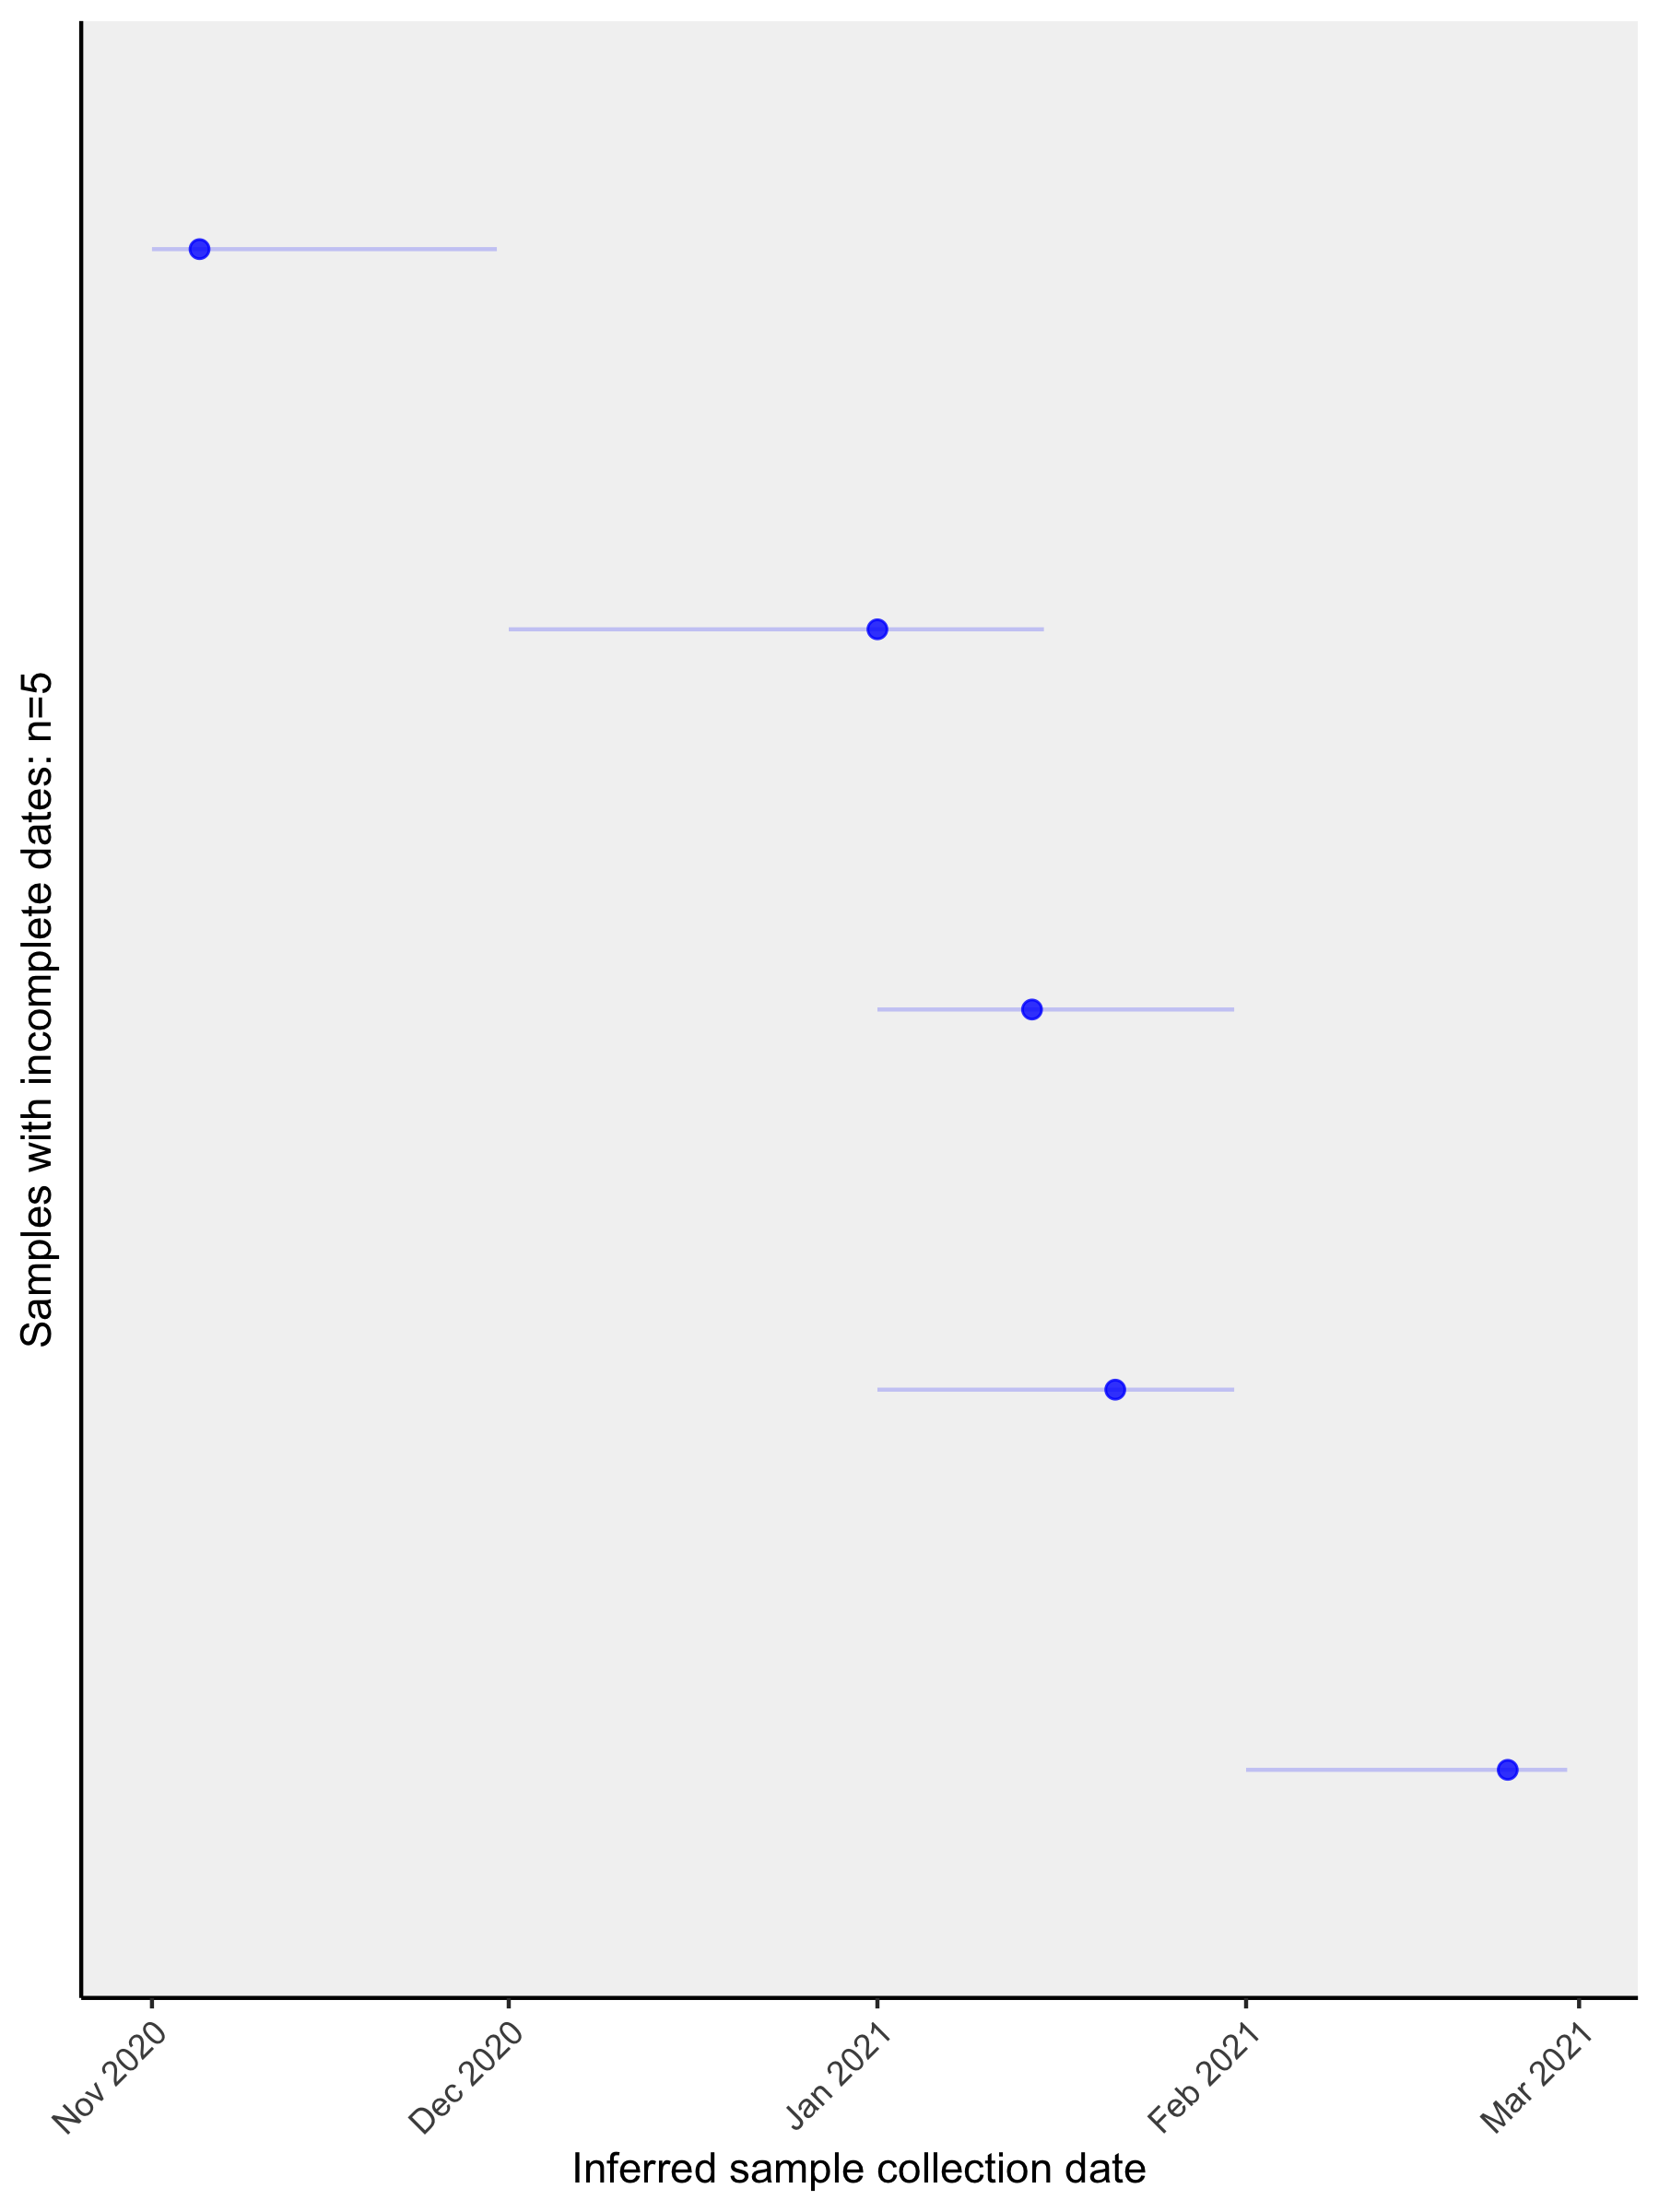 Samples with incomplete dates: n=5
Nov 2020
Dec 2020
Jan 2021
Feb 2021
Mar 2021
Inferred sample collection date